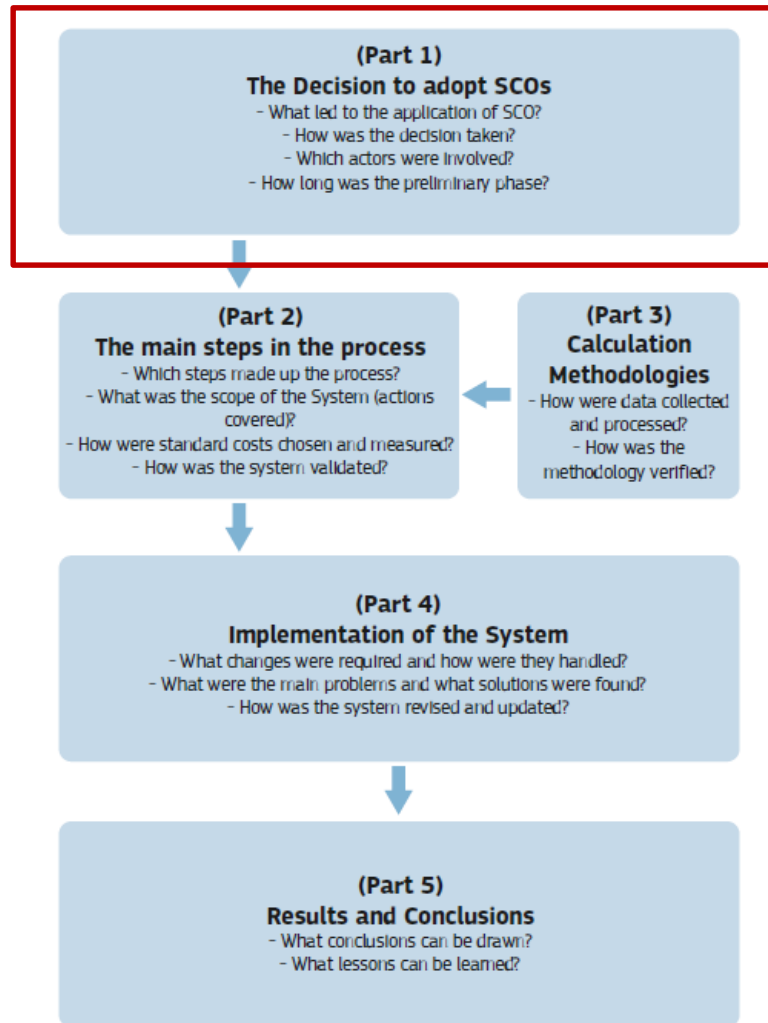 (Part 1)
The Decision to adopt SCOs
- What led to the application of SCO?
- How was the decision taken?
- Which actors were involved?
- How long was the preliminary phase?
(Part 2)
The main steps in the process
- Which steps made up the process?
- What was the scope of the System (actions
covered)?
- How were standard costs chosen and measured?
- How was the system validated?
(Part 3)
Calculation
Methodologies
- How were data collected
and processed?
- How was the
methodology verified?
(Part 4)
Implementation of the System
- What changes were required and how were they handled?
- What were the main problems and what solutions were found?
- How was the system revised and updated?
(Part 5)
Results and Conclusions
- What conclusions can be drawn?
- What lessons can be learned?